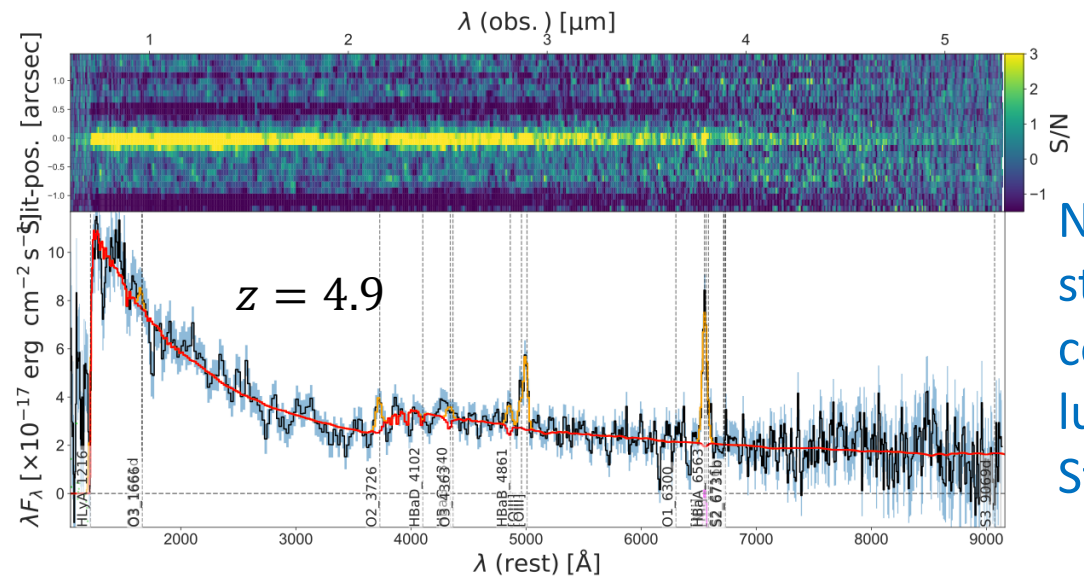 λ (obs.) [μm]
1 2 3 4 5
Slit-pos. [arcsec]
1.0
0.5
0.0
−0.5
−1.0
3
2
1
0
−1
S/N
λFλ [×10⁻¹⁷ erg cm⁻² s⁻¹]
10
8
6
4
2
0
z = 4.9
HLyA_1216
O3_1666d
O2_3726
HBaD_4102
HBaB_4861
[OIII]
O1_6300
HBaA_6563
S3_9069d
2000 3000 4000 5000 6000 7000 8000 9000
λ (rest) [Å]
N
st
lu